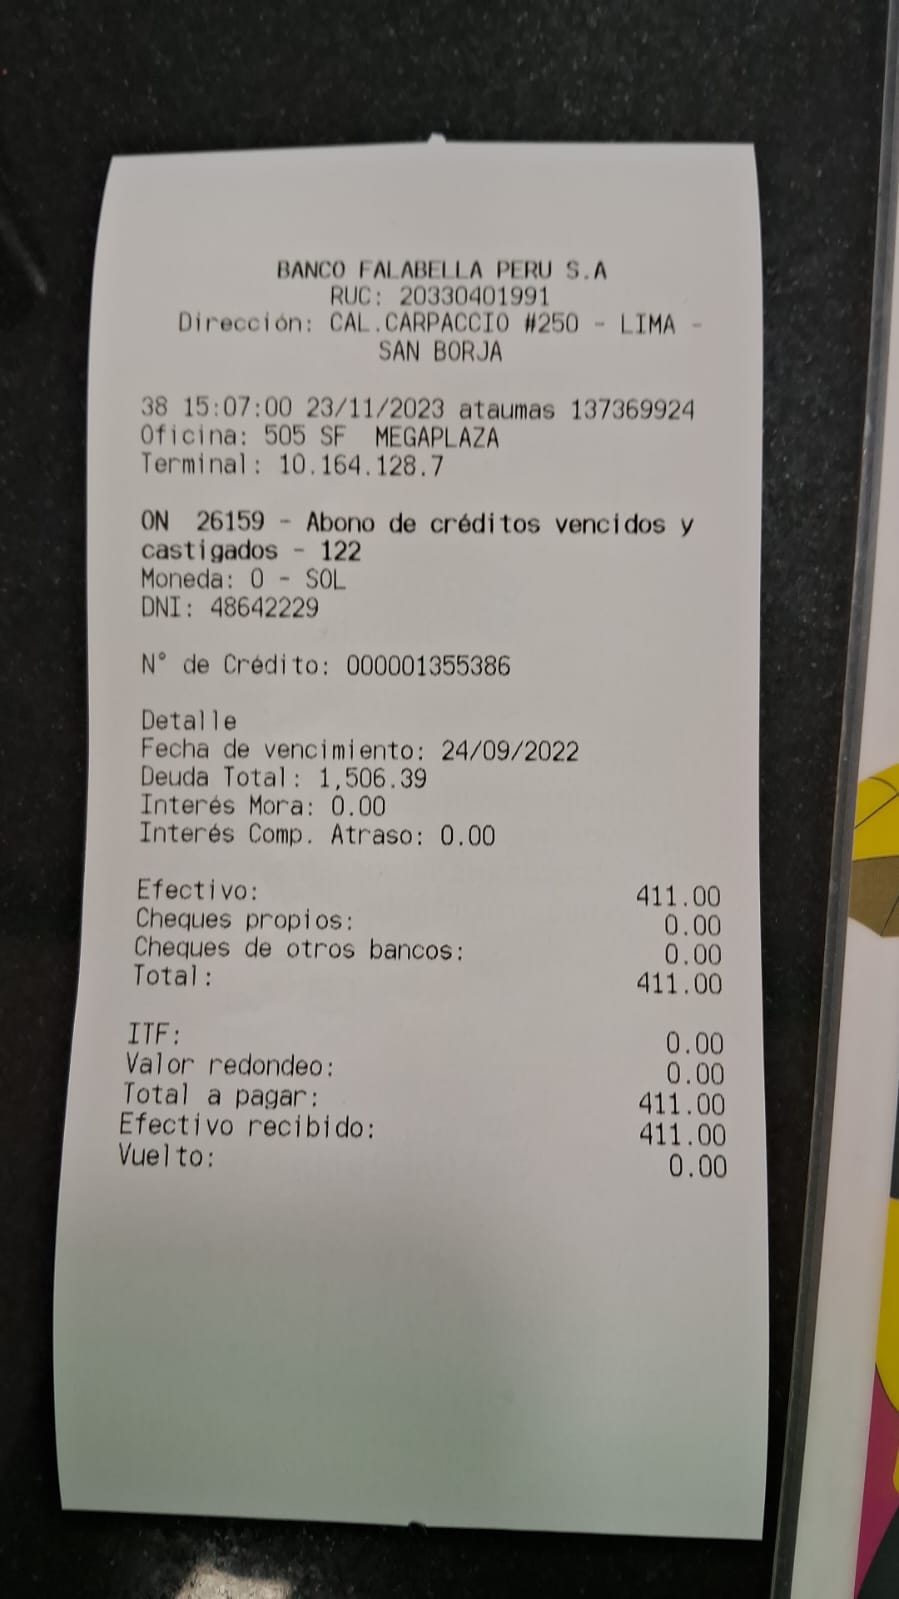 BANCO FALABELLA PERU S.A
RUC: 20330401991
Dirección: CAL.CARPACCIO #250 - LIMA -
SAN BORJA
38 15:07:00 23/11/2023 ataumas 137369924
Oficina: 505 SF MEGAPLAZA
Terminal: 10.164.128.7
ON 26159 - Abono de créditos vencidos y
castigados - 122
Moneda: 0 - SOL
DNI: 48642229
N° de Crédito: 000001355386
Detalle
Fecha de vencimiento: 24/09/2022
Deuda Total: 1,506.39
Interés Mora: 0.00
Interés Comp. Atraso: 0.00
Efectivo: 411.00
Cheques propios: 0.00
Cheques de otros bancos: 0.00
Total: 411.00
ITF: 0.00
Valor redondeo: 0.00
Total a pagar: 411.00
Efectivo recibido: 411.00
Vuelto: 0.00